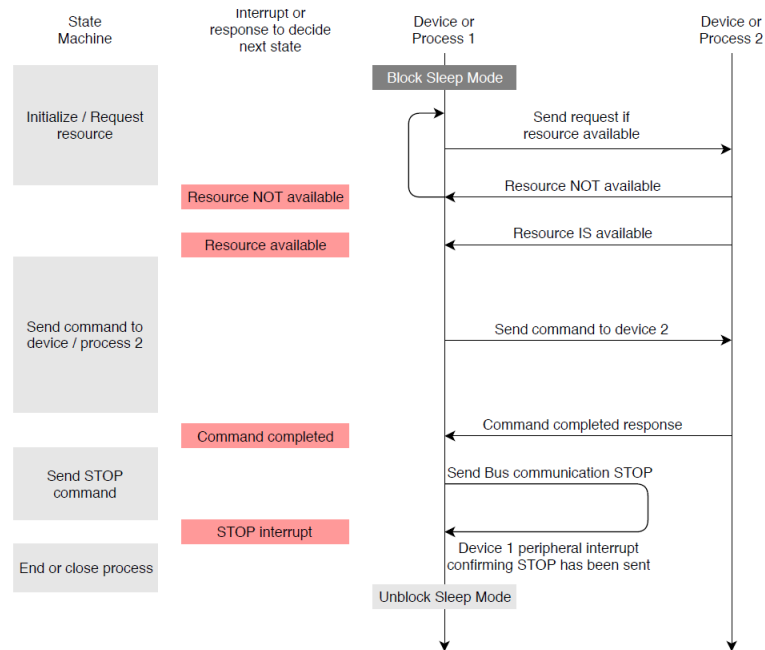 State
Machine
Interrupt or
response to decide
next state
Device or
Process 1
Device or
Process 2
Block Sleep Mode
Initialize / Request
resource
Send request if
resource available
Resource NOT available
Resource NOT available
Resource available
Resource IS available
Send command to
device / process 2
Send command to device 2
Command completed
Command completed response
Send STOP
command
Send Bus communication STOP
STOP interrupt
Device 1 peripheral interrupt
confirming STOP has been sent
End or close process
Unblock Sleep Mode